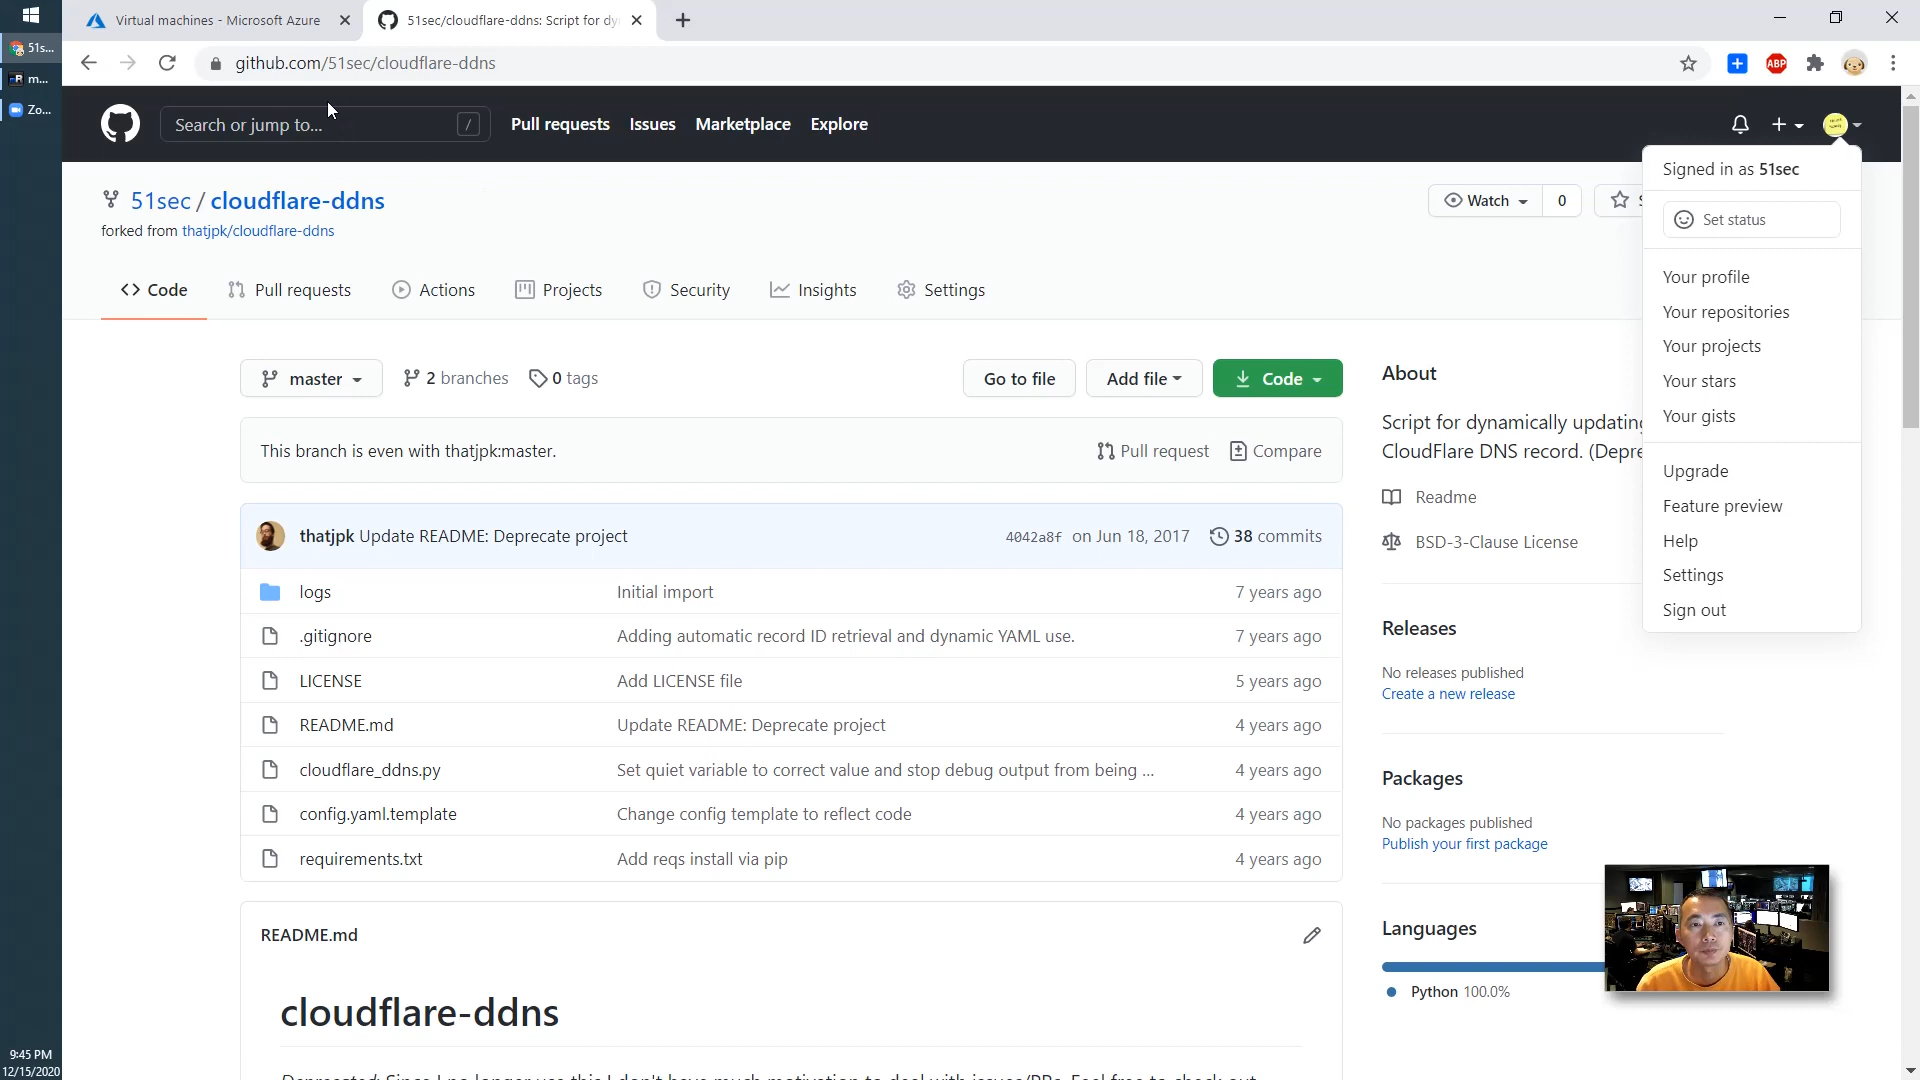 Virtual machines - Microsoft Azure
51sec/cloudflare-ddns: Script for dy
51s...
m...
Zo...
github.com/51sec/cloudflare-ddns
ABP
Search or jump to...
/
Pull requests
Issues
Marketplace
Explore
Signed in as 51sec
Set status
Your profile
Your repositories
Your projects
Your stars
Your gists
Upgrade
Feature preview
Help
Settings
Sign out
51sec / cloudflare-ddns
forked from thatjpk/cloudflare-ddns
Watch
0
Code
Pull requests
Actions
Projects
Security
Insights
Settings
master
2 branches
0 tags
Go to file
Add file
Code
This branch is even with thatjpk:master.
Pull request
Compare
thatjpk Update README: Deprecate project
4042a8f on Jun 18, 2017
38 commits
logs
Initial import
7 years ago
.gitignore
Adding automatic record ID retrieval and dynamic YAML use.
7 years ago
LICENSE
Add LICENSE file
5 years ago
README.md
Update README: Deprecate project
4 years ago
cloudflare_ddns.py
Set quiet variable to correct value and stop debug output from being ...
4 years ago
config.yaml.template
Change config template to reflect code
4 years ago
requirements.txt
Add reqs install via pip
4 years ago
README.md
cloudflare-ddns
About
Script for dynamically updating
CloudFlare DNS record. (Depre
Readme
BSD-3-Clause License
Releases
No releases published
Create a new release
Packages
No packages published
Publish your first package
Languages
Python 100.0%
9:45 PM
12/15/2020